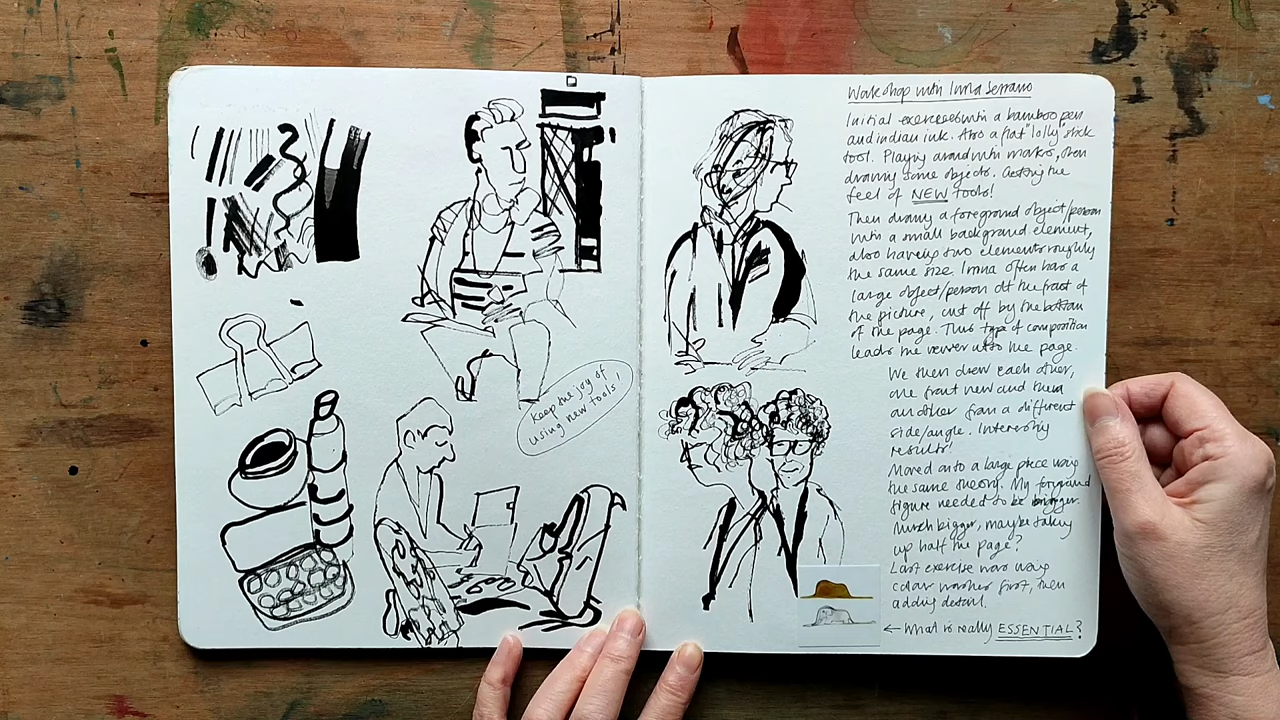 Keep the joy of
using new tools!
Workshop with Inma Serrano
Initial exercises with a bamboo pen
and indian ink. Also a flat "lolly" stick
tool. Playing around with marks, then
drawing some objects. Getting the
feel of NEW tools!
Then drawing a foreground object/person
with a small background element,
also having two elements roughly
the same size. Inma often has a
large object/person at the front of
the picture, cut off by the bottom
of the page. This type of composition
leads the viewer into the page.
We then drew each other,
one front view and then
another from a different
side/angle. Interesting
results!
Moved onto a large piece using
the same theory. My foreground
figure needed to be bigger.
Much bigger, maybe taking
up half the page?
Last exercise was using
colour washes first, then
adding detail.
← What is really ESSENTIAL?